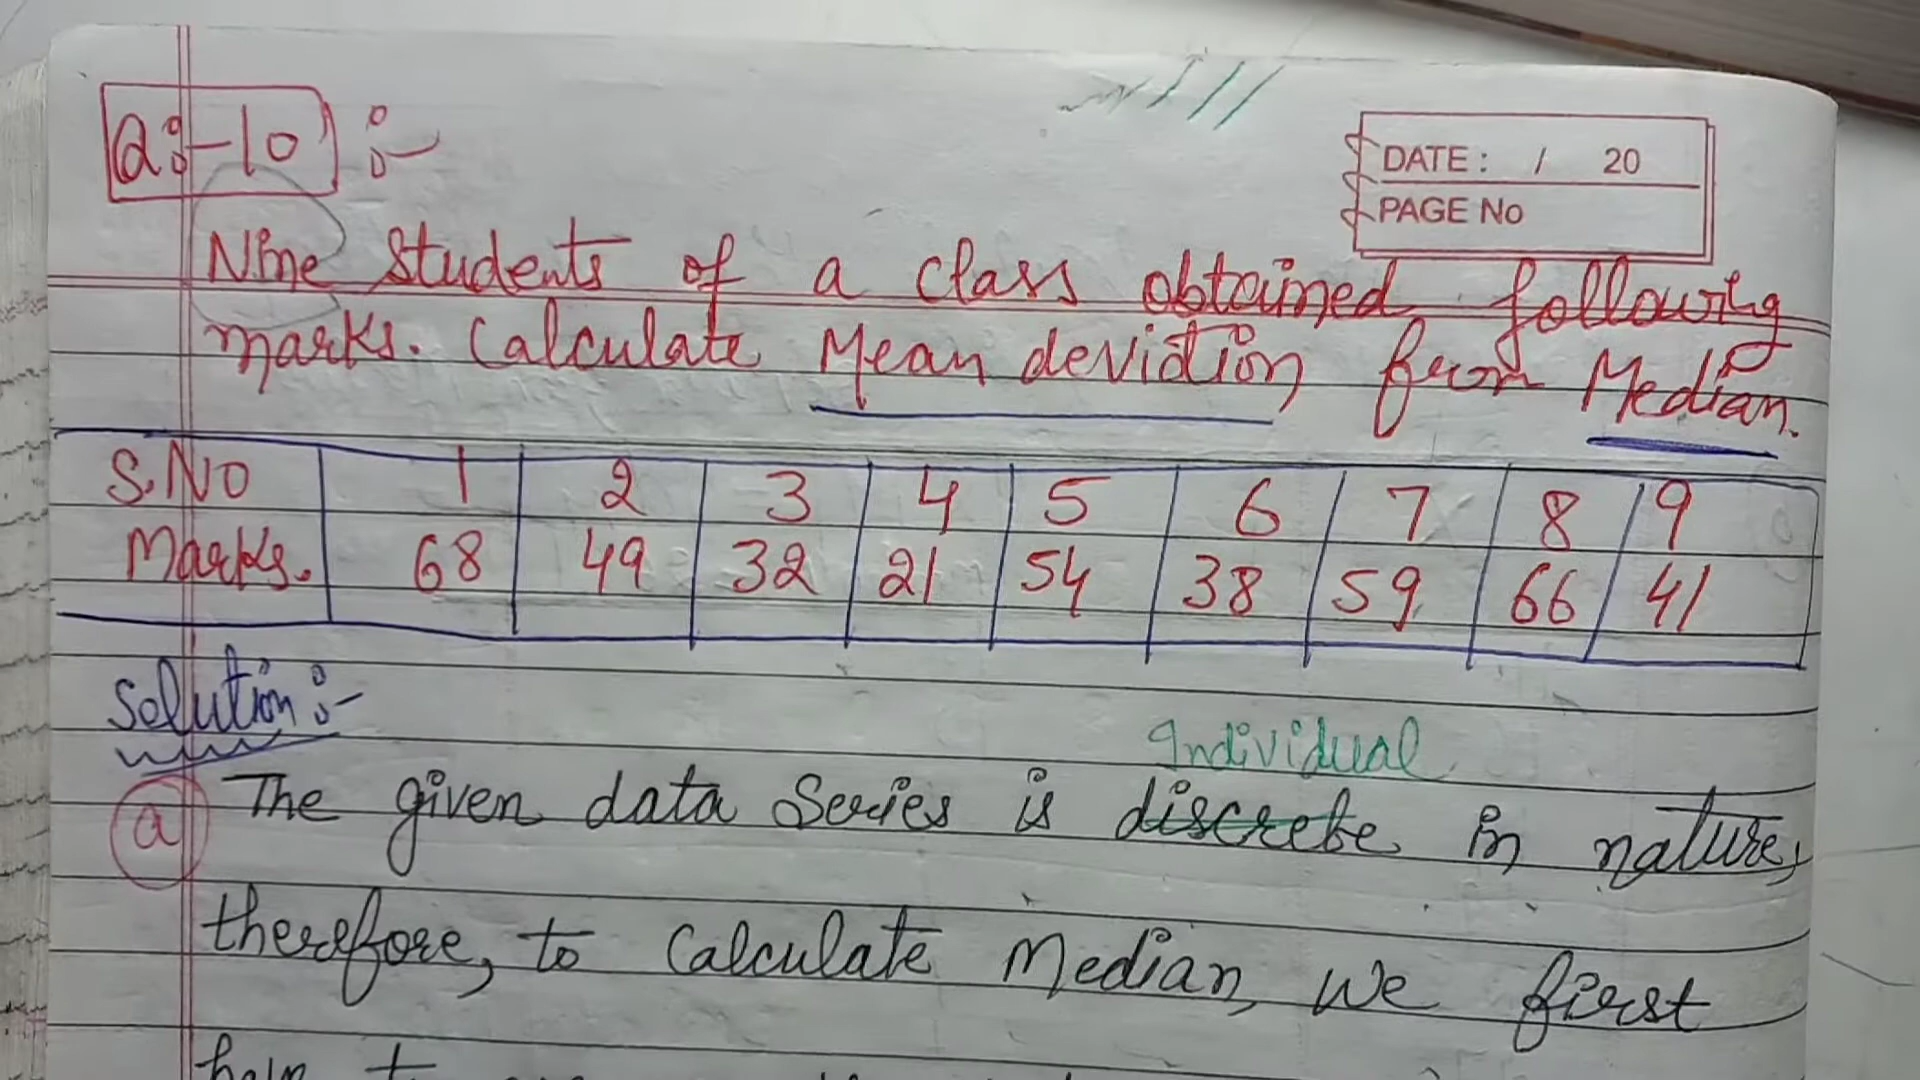 Q:-10 :-
DATE: / 20
PAGE No
Nine students of a class obtained following
marks. Calculate Mean deviation from Median.
S.NO 1 2 3 4 5 6 7 8 9
Marks. 68 49 32 21 54 38 59 66 41
Solution :-
Individual
a The given data Series is discrete in nature,
therefore, to Calculate Median, we first